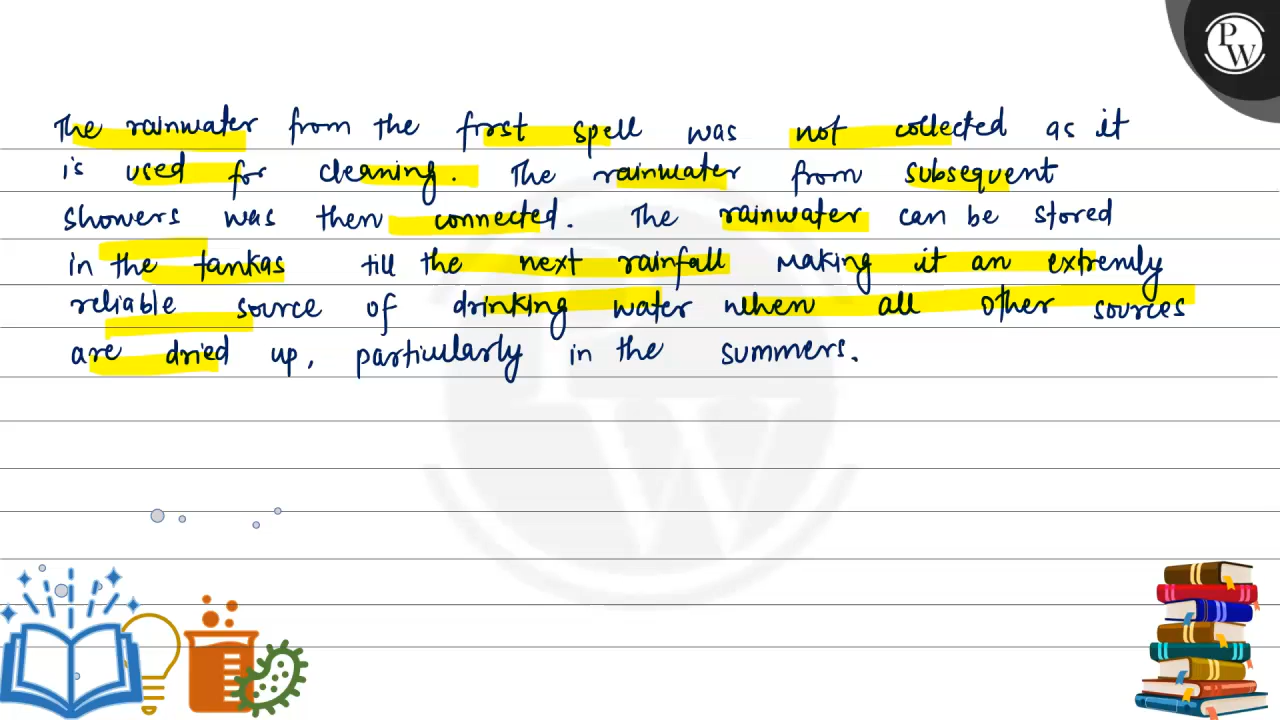 PW
The rainwater from the first spell was not collected as it
is used for cleaning. The rainwater from subsequent
showers was then connected. The rainwater can be stored
in the tankas till the next rainfall making it an extremly
reliable source of drinking water when all other sources
are dried up, particularly in the summers.
PW